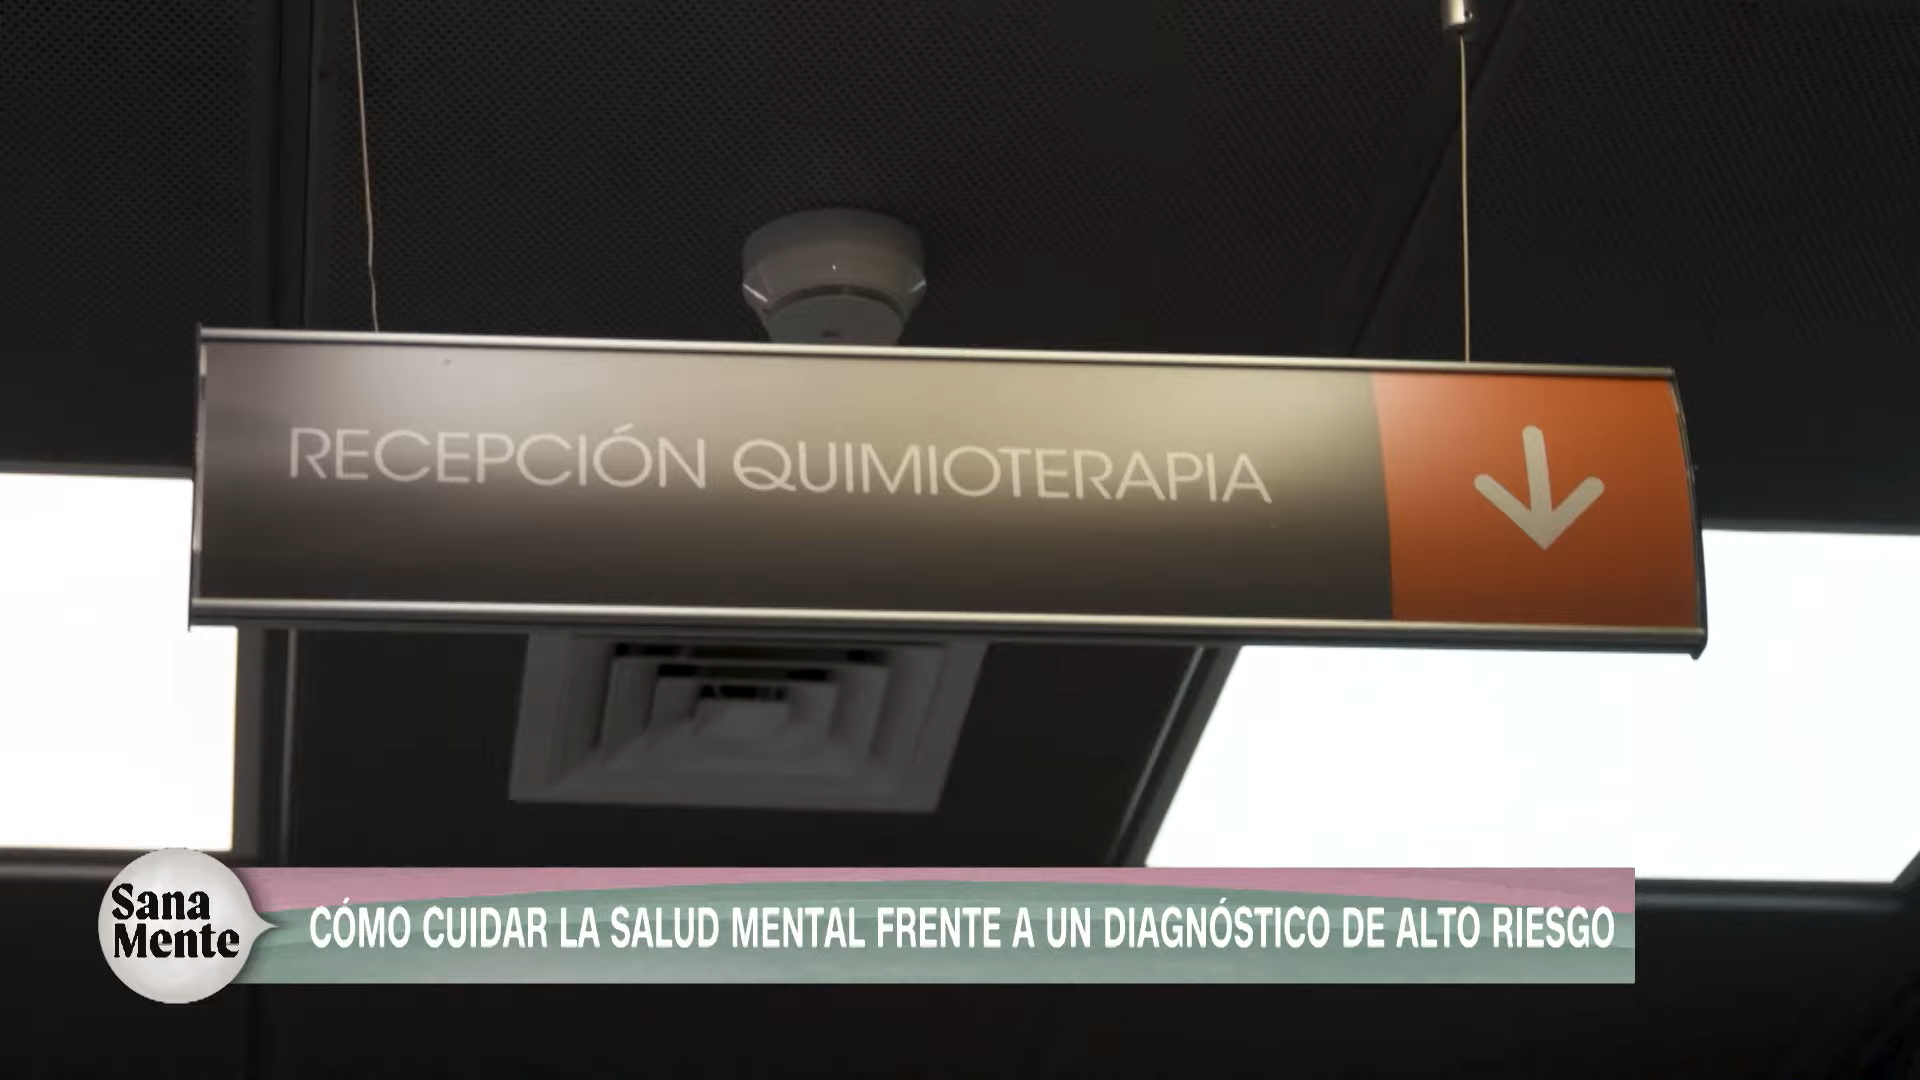 RECEPCIÓN QUIMIOTERAPIA
Sana
Mente
CÓMO CUIDAR LA SALUD MENTAL FRENTE A UN DIAGNÓSTICO DE ALTO RIESGO